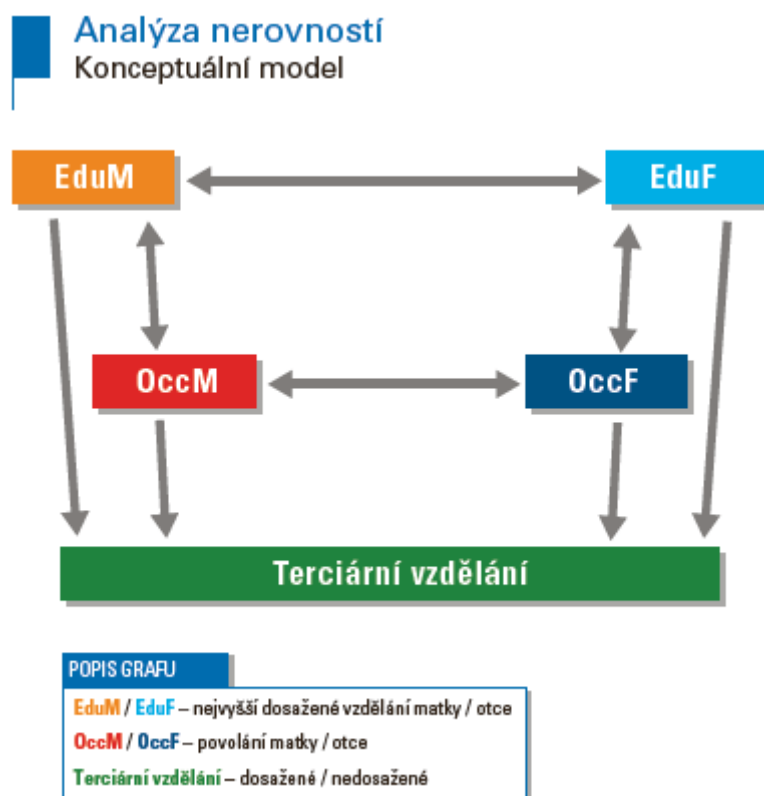 Analýza nerovností
Konceptuální model
EduM
EduF
OccM
OccF
Terciární vzdělání
POPIS GRAFU
EduM / EduF – nejvyšší dosažené vzdělání matky / otce
OccM / OccF – povolání matky / otce
Terciární vzdělání – dosažené / nedosažené